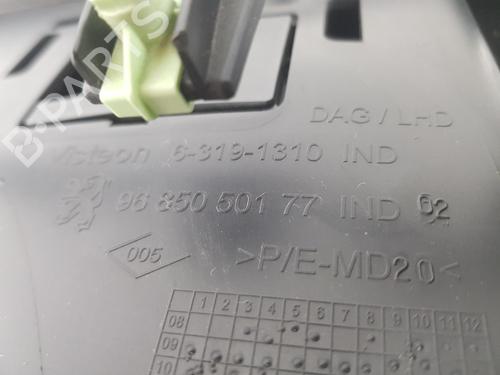 B-PARTS
DAG / LHD
Visteon 6-319-1310 IND
96 850 501 77 IND 02
005 >P/E-MD20<
1 2 3 4 5 6 7 8 9 10 11 12
08
09
10